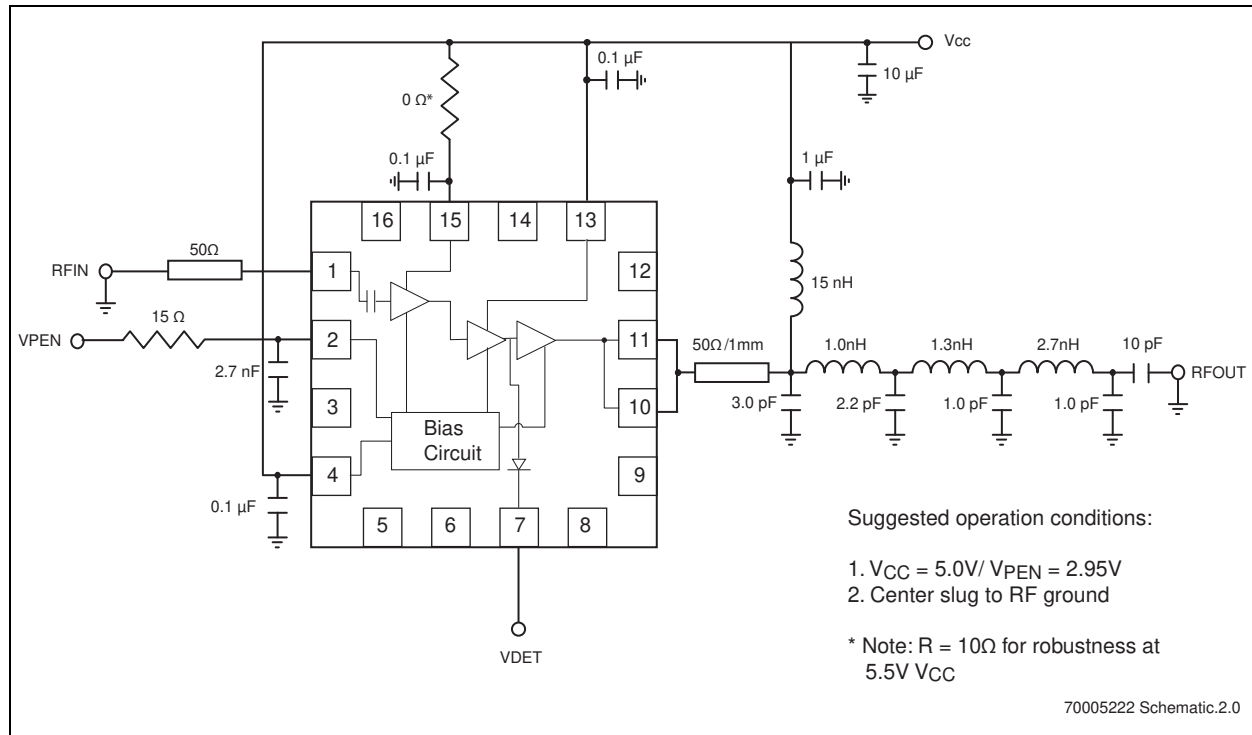 Vcc
0.1 µF
10 µF
0 Ω*
0.1 µF
1 µF
16
15
14
13
50Ω
RFIN
1
12
15 nH
15 Ω
VPEN
2
11
50Ω/1mm
1.0nH
1.3nH
2.7nH
10 pF
RFOUT
2.7 nF
3.0 pF
2.2 pF
1.0 pF
1.0 pF
3
10
Bias
Circuit
4
9
0.1 µF
5
6
7
8
VDET
Suggested operation conditions:
1. VCC = 5.0V/ VPEN = 2.95V
2. Center slug to RF ground
* Note: R = 10Ω for robustness at
5.5V VCC
70005222 Schematic.2.0